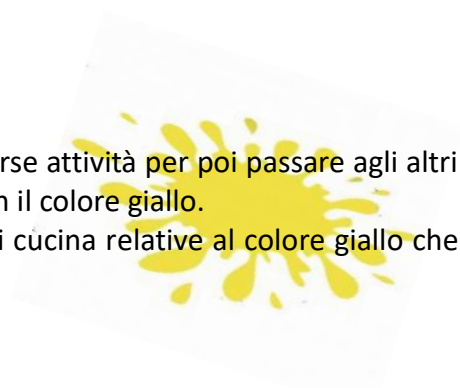 rse attività per poi passare agli altri
n il colore giallo.
i cucina relative al colore giallo che